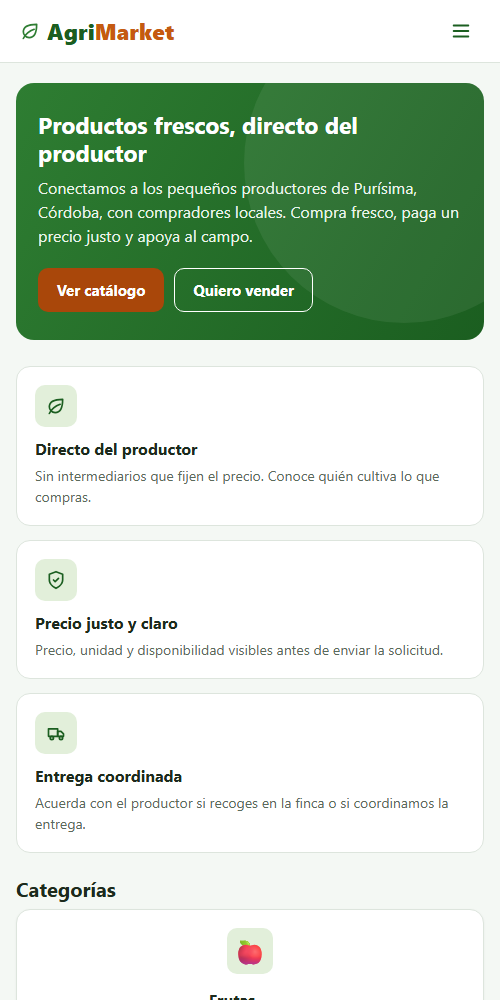 AgriMarket
Productos frescos, directo del
productor
Conectamos a los pequeños productores de Purísima,
Córdoba, con compradores locales. Compra fresco, paga un
precio justo y apoya al campo.
Ver catálogo
Quiero vender
Directo del productor
Sin intermediarios que fijen el precio. Conoce quién cultiva lo que
compras.
Precio justo y claro
Precio, unidad y disponibilidad visibles antes de enviar la solicitud.
Entrega coordinada
Acuerda con el productor si recoges en la finca o si coordinamos la
entrega.
Categorías
Frutas